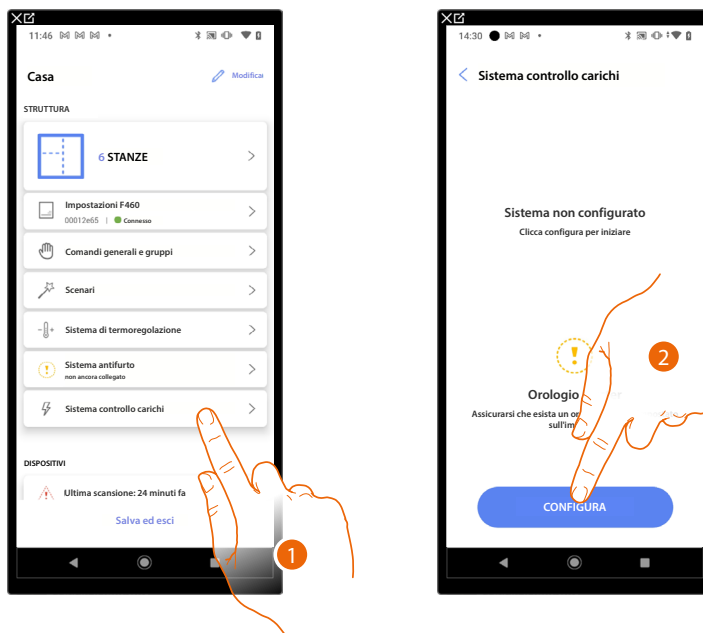 11:46
Casa
Modificar
STRUTTURA
6 STANZE
Impostazioni F460
00012e65 | Connesso
Comandi generali e gruppi
Scenari
Sistema di termoregolazione
Sistema antifurto
non ancora collegato
Sistema controllo carichi
DISPOSITIVI
Ultima scansione: 24 minuti fa
Salva ed esci
1
14:30
Sistema controllo carichi
Sistema non configurato
Clicca configura per iniziare
2
Orologio
Assicurarsi che esista un or
sull'im
CONFIGURA